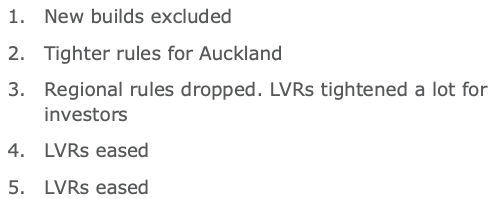 1. New builds excluded
2. Tighter rules for Auckland
3. Regional rules dropped. LVRs tightened a lot for
investors
4. LVRs eased
5. LVRs eased